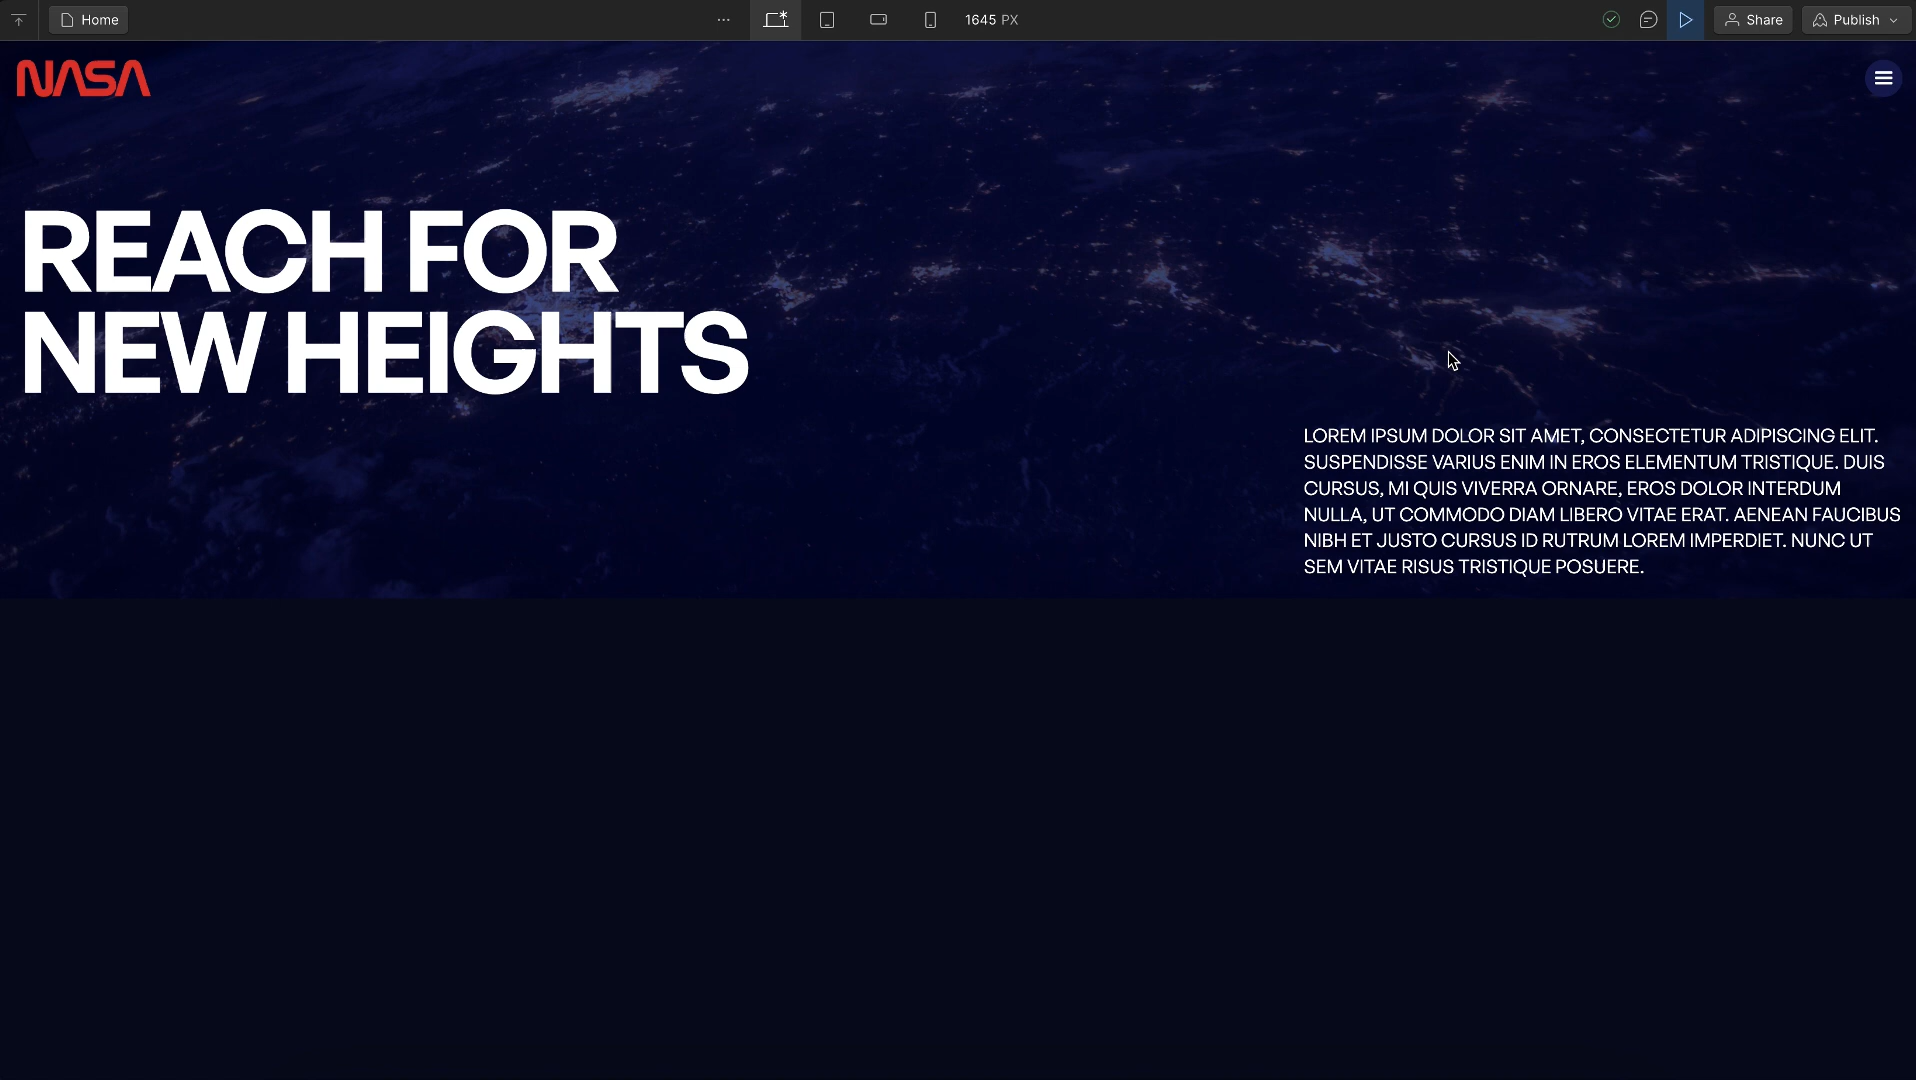 Home
1645 PX
Share
Publish
NASA
REACH FOR
NEW HEIGHTS
LOREM IPSUM DOLOR SIT AMET, CONSECTETUR ADIPISCING ELIT.
SUSPENDISSE VARIUS ENIM IN EROS ELEMENTUM TRISTIQUE. DUIS
CURSUS, MI QUIS VIVERRA ORNARE, EROS DOLOR INTERDUM
NULLA, UT COMMODO DIAM LIBERO VITAE ERAT. AENEAN FAUCIBUS
NIBH ET JUSTO CURSUS ID RUTRUM LOREM IMPERDIET. NUNC UT
SEM VITAE RISUS TRISTIQUE POSUERE.